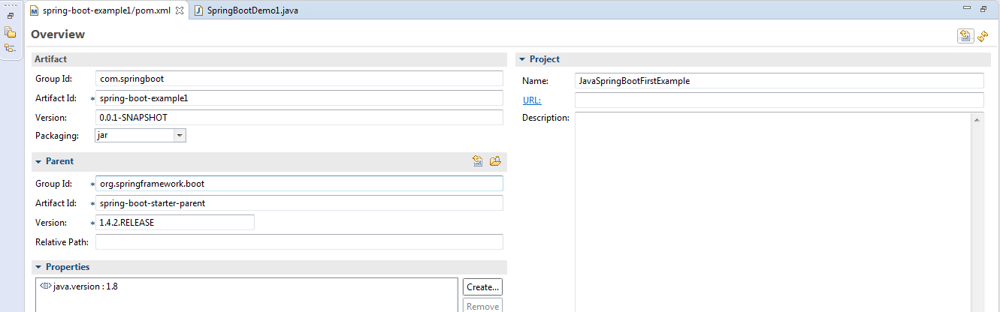 spring-boot-example1/pom.xml
SpringBootDemo1.java
Overview
Artifact
Group Id: com.springboot
Artifact Id: * spring-boot-example1
Version: 0.0.1-SNAPSHOT
Packaging: jar
Parent
Group Id: * org.springframework.boot
Artifact Id: * spring-boot-starter-parent
Version: * 1.4.2.RELEASE
Relative Path:
Properties
java.version : 1.8
Create...
Remove
Project
Name: JavaSpringBootFirstExample
URL:
Description: